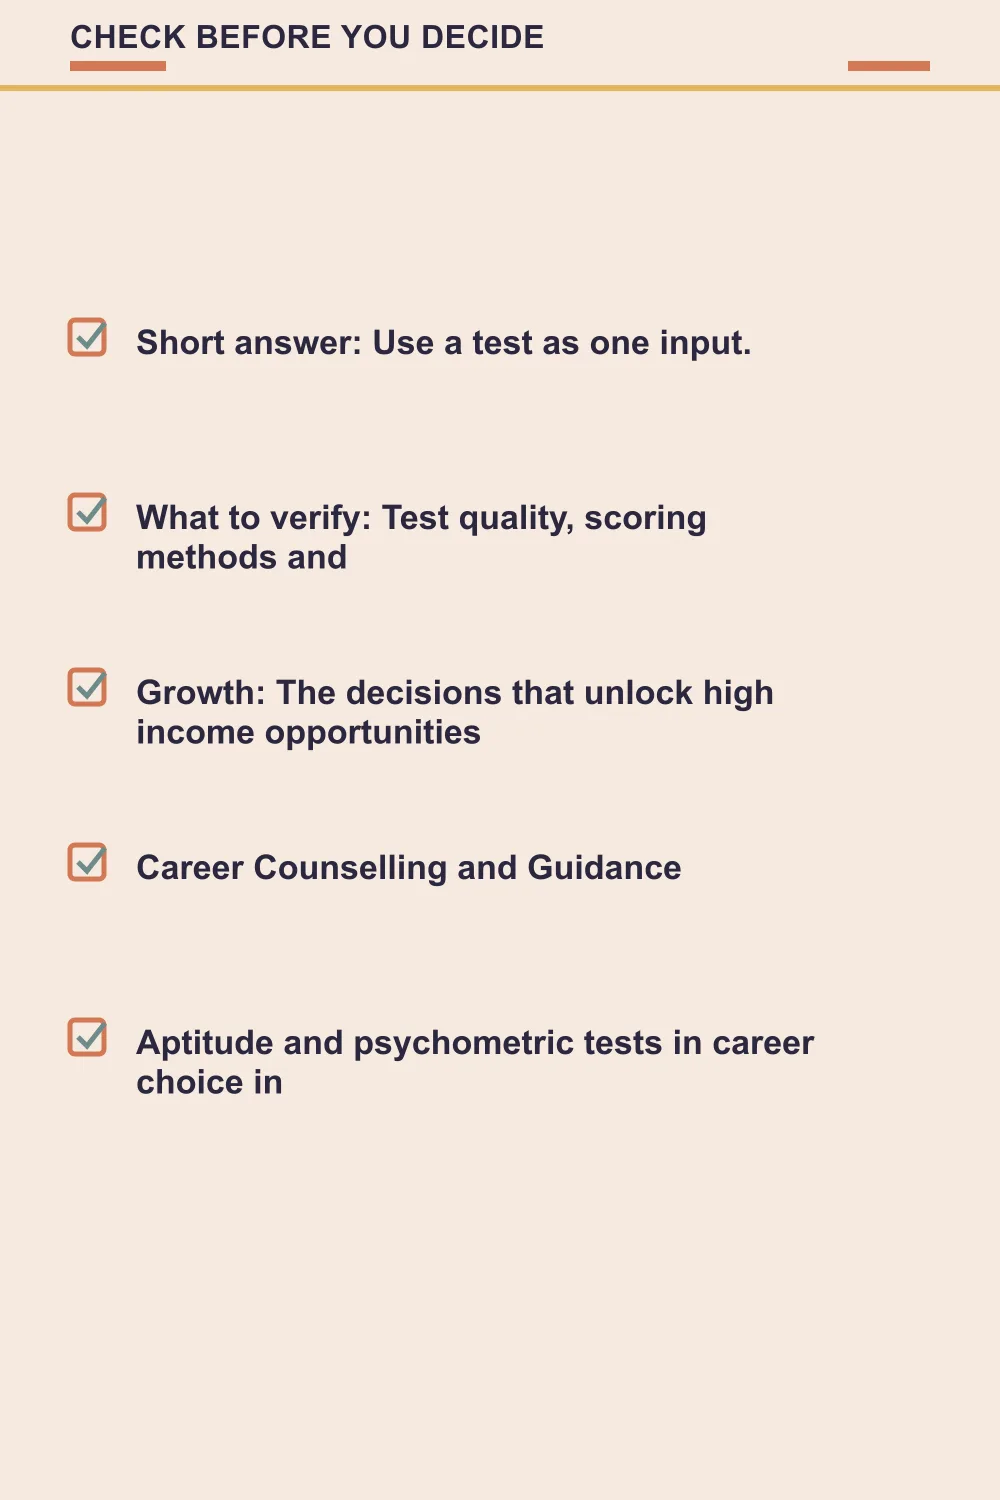 CHECK BEFORE YOU DECIDE
Short answer: Use a test as one input.
What to verify: Test quality, scoring
methods and
Growth: The decisions that unlock high
income opportunities
Career Counselling and Guidance
Aptitude and psychometric tests in career
choice in